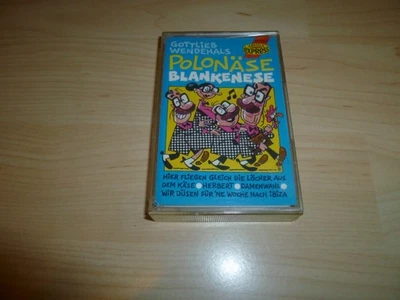 GOTTLIEB
WENDEHALS
EXPRESS
POLONÄSE
BLANKENESE
HIER FLIEGEN GLEICH DIE LÖCHER AUS
DEM KÄSE HERBERT DAMENWAHL
WIR DÜSEN FÜR 'NE WOCHE NACH IBIZA